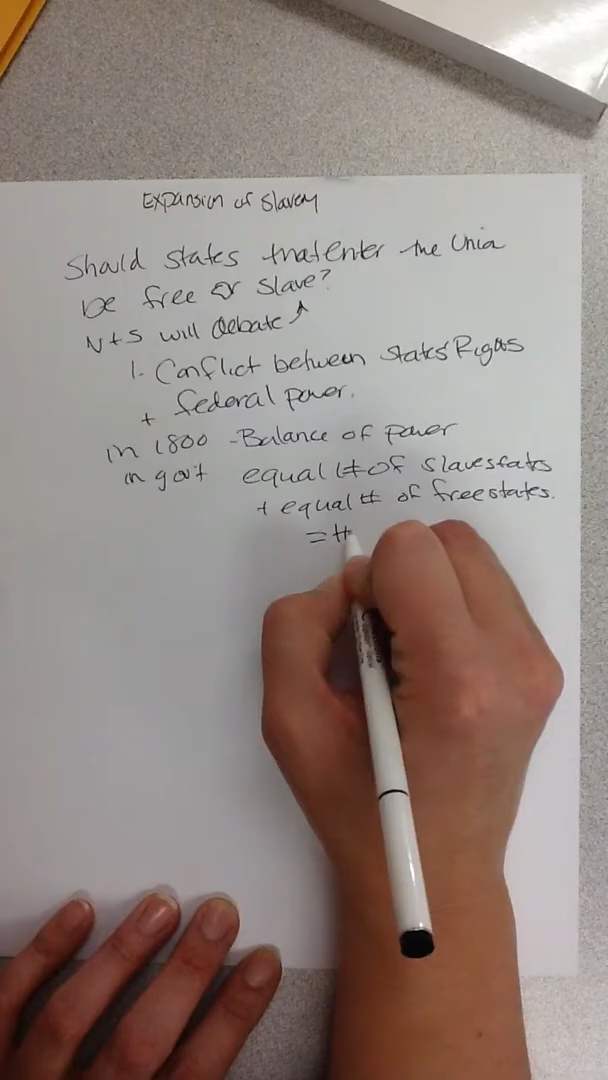 Expansion of Slavery
Should states that enter the Union
be free or slave?
N + S will debate
1. Conflict between States' Rights
+ federal power.
in 1800 - Balance of power
in gov't equal # of slave states
+ equal # of free states.
= #